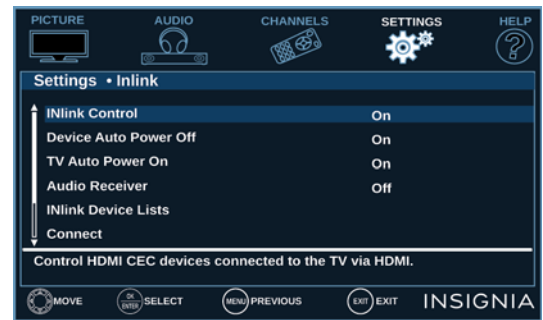 PICTURE AUDIO CHANNELS SETTINGS HELP
Settings • Inlink
INlink Control On
Device Auto Power Off On
TV Auto Power On On
Audio Receiver Off
INlink Device Lists
Connect
Control HDMI CEC devices connected to the TV via HDMI.
MOVE OK ENTER SELECT MENU PREVIOUS EXIT EXIT INSIGNIA